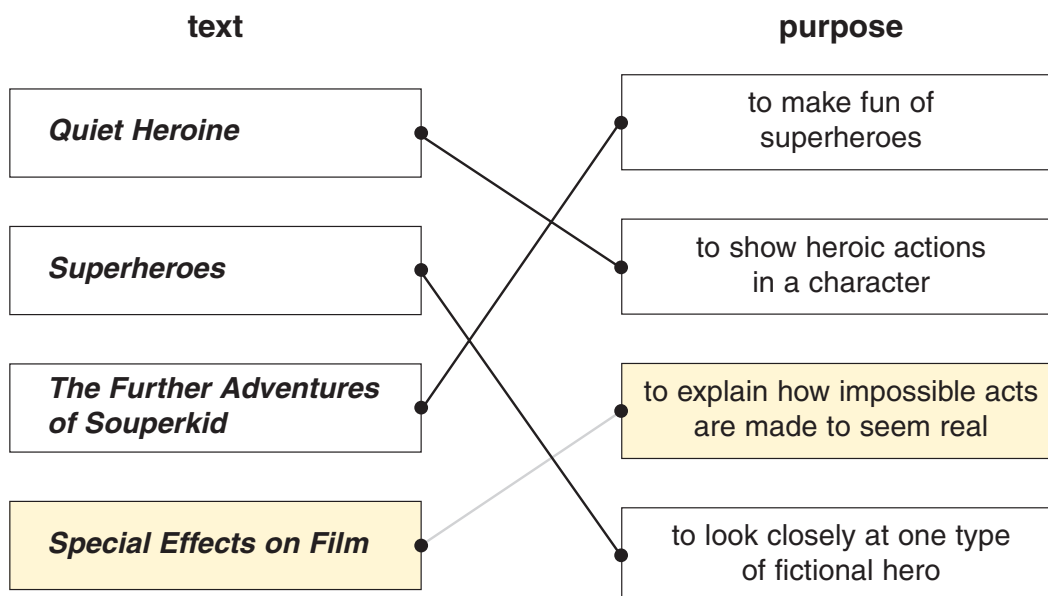 text
purpose
Quiet Heroine
to make fun of
superheroes
Superheroes
to show heroic actions
in a character
The Further Adventures
of Souperkid
to explain how impossible acts
are made to seem real
Special Effects on Film
to look closely at one type
of fictional hero